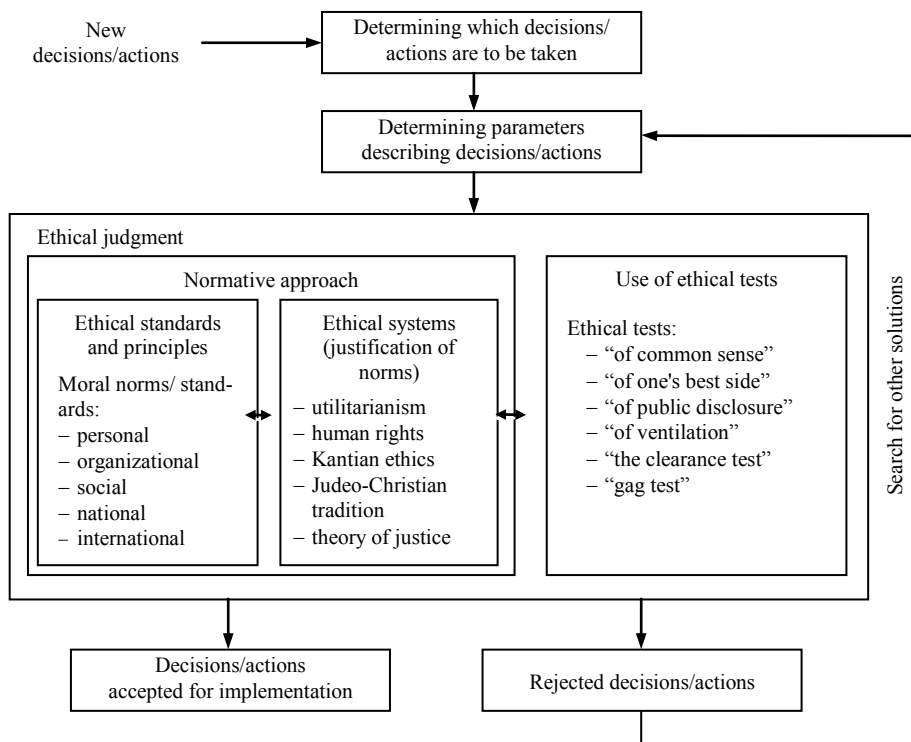 New
decisions/actions
Determining which decisions/
actions are to be taken
Determining parameters
describing decisions/actions
Ethical judgment
Normative approach
Ethical standards
and principles
Moral norms/ stand-
ards:
– personal
– organizational
– social
– national
– international
Ethical systems
(justification of
norms)
– utilitarianism
– human rights
– Kantian ethics
– Judeo-Christian
tradition
– theory of justice
Use of ethical tests
Ethical tests:
– “of common sense”
– “of one's best side”
– “of public disclosure”
– “of ventilation”
– “the clearance test”
– “gag test”
Search for other solutions
Decisions/actions
accepted for implementation
Rejected decisions/actions